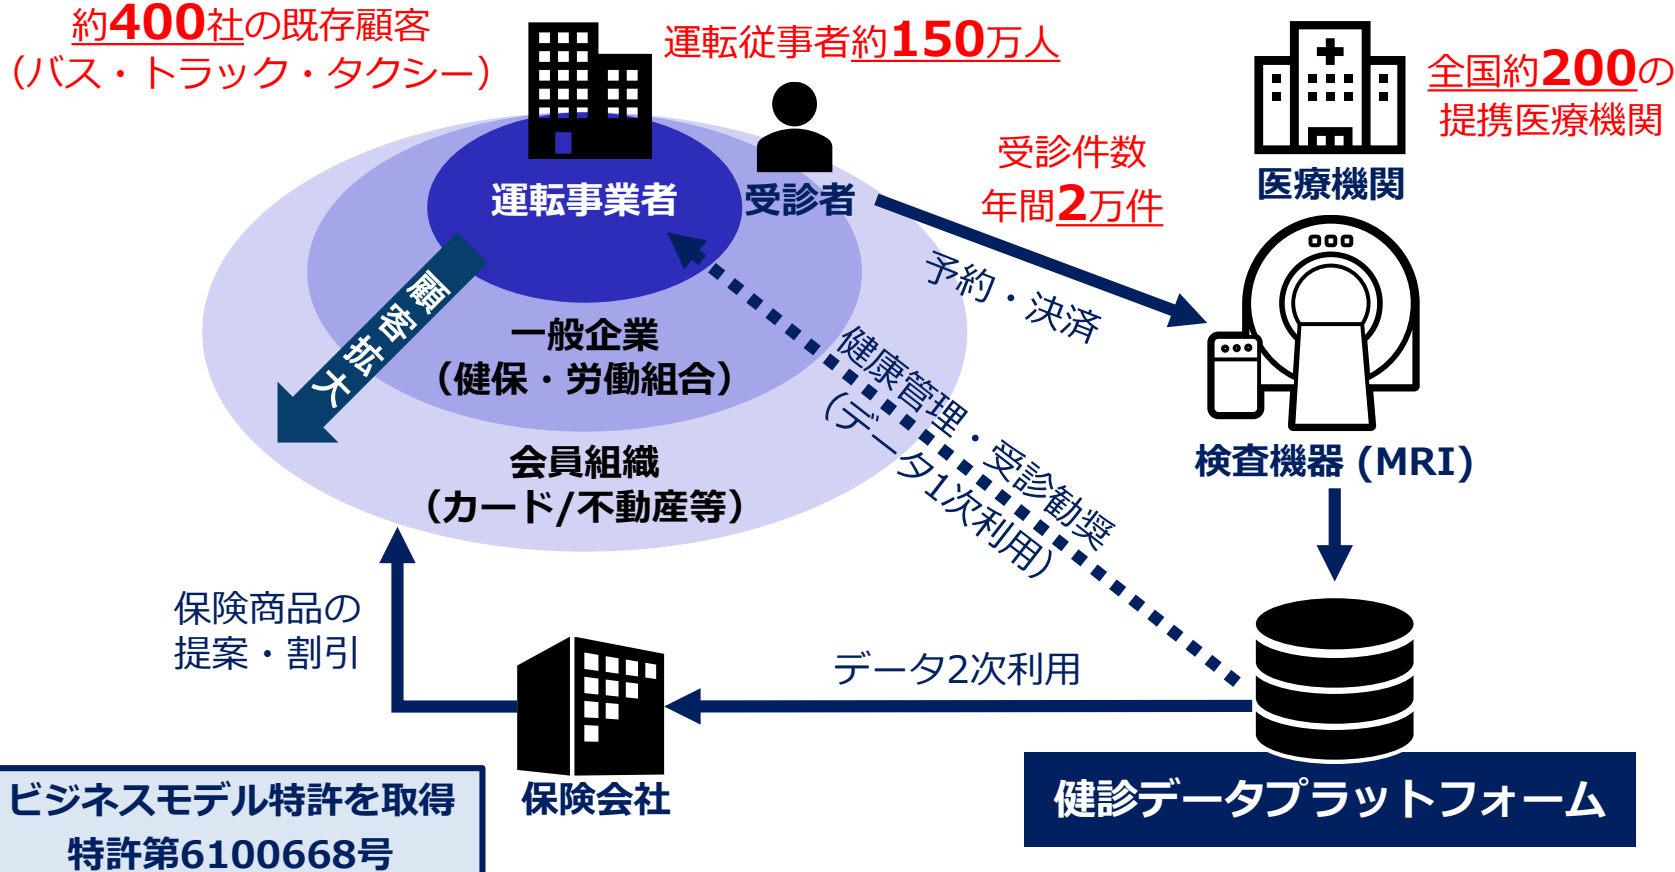 約400社の既存顧客
（バス・トラック・タクシー）
運転従事者約150万人
全国約200の
提携医療機関
受診件数
年間2万件
医療機関
運転事業者
受診者
予約・決済
顧客拡大
一般企業
（健保・労働組合）
健康管理・受診勧奨
（データ1次利用）
検査機器 (MRI)
会員組織
（カード/不動産等）
保険商品の
提案・割引
データ2次利用
保険会社
健診データプラットフォーム
ビジネスモデル特許を取得
特許第6100668号